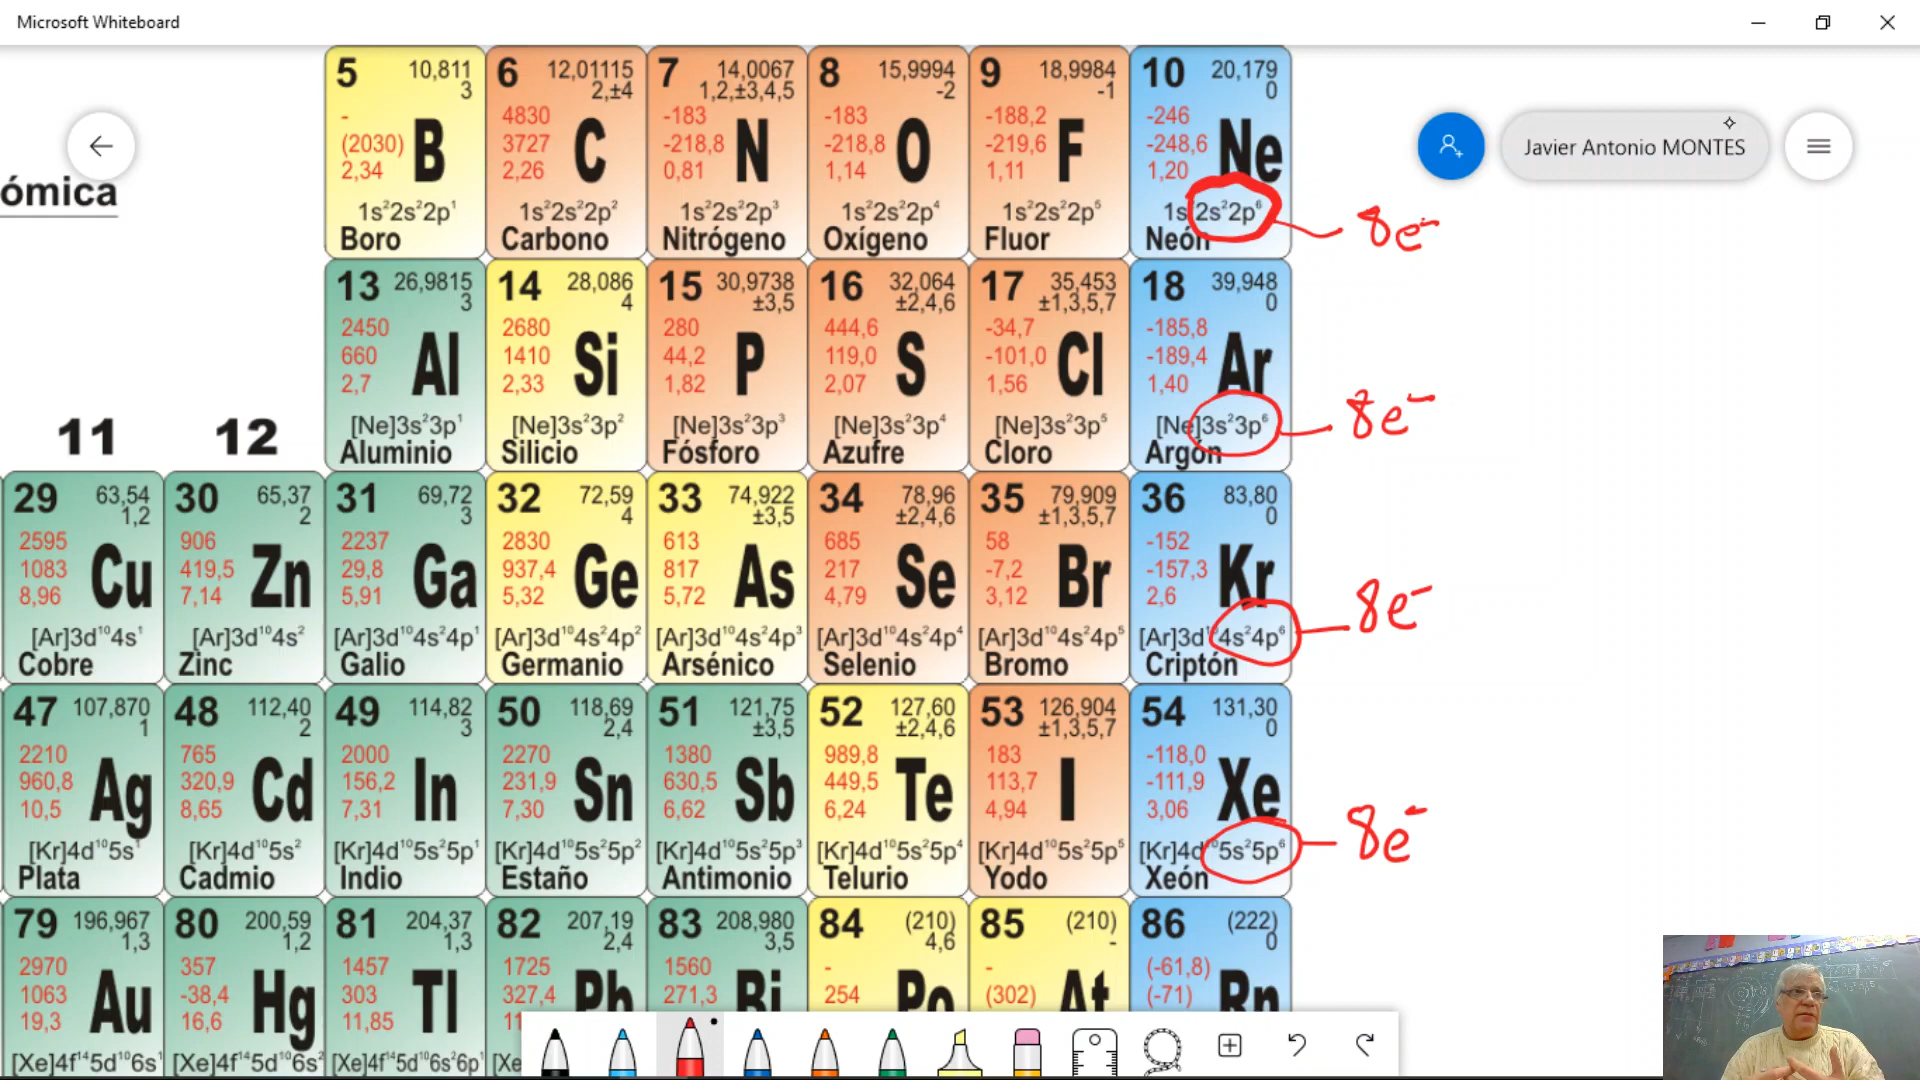 Microsoft Whiteboard
Javier Antonio MONTES
ómica
11
12
5 10,811
3
-
(2030)
2,34
B
1s²2s²2p¹
Boro
6 12,01115
2,±4
4830
3727
2,26
C
1s²2s²2p²
Carbono
7 14,0067
1,2,±3,4,5
-183
-218,8
0,81
N
1s²2s²2p³
Nitrógeno
8 15,9994
-2
-183
-218,8
1,14
O
1s²2s²2p⁴
Oxígeno
9 18,9984
-1
-188,2
-219,6
1,11
F
1s²2s²2p⁵
Fluor
10 20,179
0
-246
-248,6
1,20
Ne
1s²2s²2p⁶
Neón
8e⁻
13 26,9815
3
2450
660
2,7
Al
[Ne]3s²3p¹
Aluminio
14 28,086
4
2680
1410
2,33
Si
[Ne]3s²3p²
Silicio
15 30,9738
±3,5
280
44,2
1,82
P
[Ne]3s²3p³
Fósforo
16 32,064
±2,4,6
444,6
119,0
2,07
S
[Ne]3s²3p⁴
Azufre
17 35,453
±1,3,5,7
-34,7
-101,0
1,56
Cl
[Ne]3s²3p⁵
Cloro
18 39,948
0
-185,8
-189,4
1,40
Ar
[Ne]3s²3p⁶
Argón
8e⁻
29 63,54
1,2
2595
1083
8,96
Cu
[Ar]3d¹⁰4s¹
Cobre
30 65,37
2
906
419,5
7,14
Zn
[Ar]3d¹⁰4s²
Zinc
31 69,72
3
2237
29,8
5,91
Ga
[Ar]3d¹⁰4s²4p¹
Galio
32 72,59
4
2830
937,4
5,32
Ge
[Ar]3d¹⁰4s²4p²
Germanio
33 74,922
±3,5
613
817
5,72
As
[Ar]3d¹⁰4s²4p³
Arsénico
34 78,96
±2,4,6
685
217
4,79
Se
[Ar]3d¹⁰4s²4p⁴
Selenio
35 79,909
±1,3,5,7
58
-7,2
3,12
Br
[Ar]3d¹⁰4s²4p⁵
Bromo
36 83,80
0
-152
-157,3
2,6
Kr
[Ar]3d¹⁰4s²4p⁶
Criptón
8e⁻
47 107,870
1
2210
960,8
10,5
Ag
[Kr]4d¹⁰5s¹
Plata
48 112,40
2
765
320,9
8,65
Cd
[Kr]4d¹⁰5s²
Cadmio
49 114,82
3
2000
156,2
7,31
In
[Kr]4d¹⁰5s²5p¹
Indio
50 118,69
2,4
2270
231,9
7,30
Sn
[Kr]4d¹⁰5s²5p²
Estaño
51 121,75
±3,5
1380
630,5
6,62
Sb
[Kr]4d¹⁰5s²5p³
Antimonio
52 127,60
±2,4,6
989,8
449,5
6,24
Te
[Kr]4d¹⁰5s²5p⁴
Telurio
53 126,904
±1,3,5,7
183
113,7
4,94
I
[Kr]4d¹⁰5s²5p⁵
Yodo
54 131,30
0
-118,0
-111,9
3,06
Xe
[Kr]4d¹⁰5s²5p⁶
Xeón
8e⁻
79 196,967
1,3
2970
1063
19,3
Au
[Xe]4f¹⁴5d¹⁰6s¹
80 200,59
1,2
357
-38,4
16,6
Hg
[Xe]4f¹⁴5d¹⁰6s²
81 204,37
1,3
1457
303
11,85
Tl
[Xe]4f¹⁴5d¹⁰6s²6p¹
82 207,19
2,4
1725
327,4
11
Pb
[Xe
83 208,980
3,5
1560
271,3
Bi
84 (210)
4,6
-
254
Po
85 (210)
-
-
(302)
At
86 (222)
0
(-61,8)
(-71)
Rn